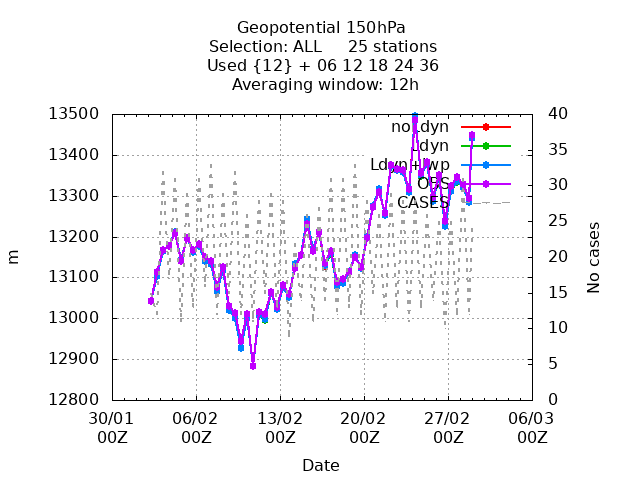 Geopotential 150hPa
Selection: ALL 25 stations
Used {12} + 06 12 18 24 36
Averaging window: 12h
13500
13400
13300
13200
13100
13000
12900
12800
40
35
30
25
20
15
10
5
0
noLdyn
Ldyn
Ldyn+Jwp
OBS
CASES
m
No cases
30/01 06/02 13/02 20/02 27/02 06/03
00Z 00Z 00Z 00Z 00Z 00Z
Date